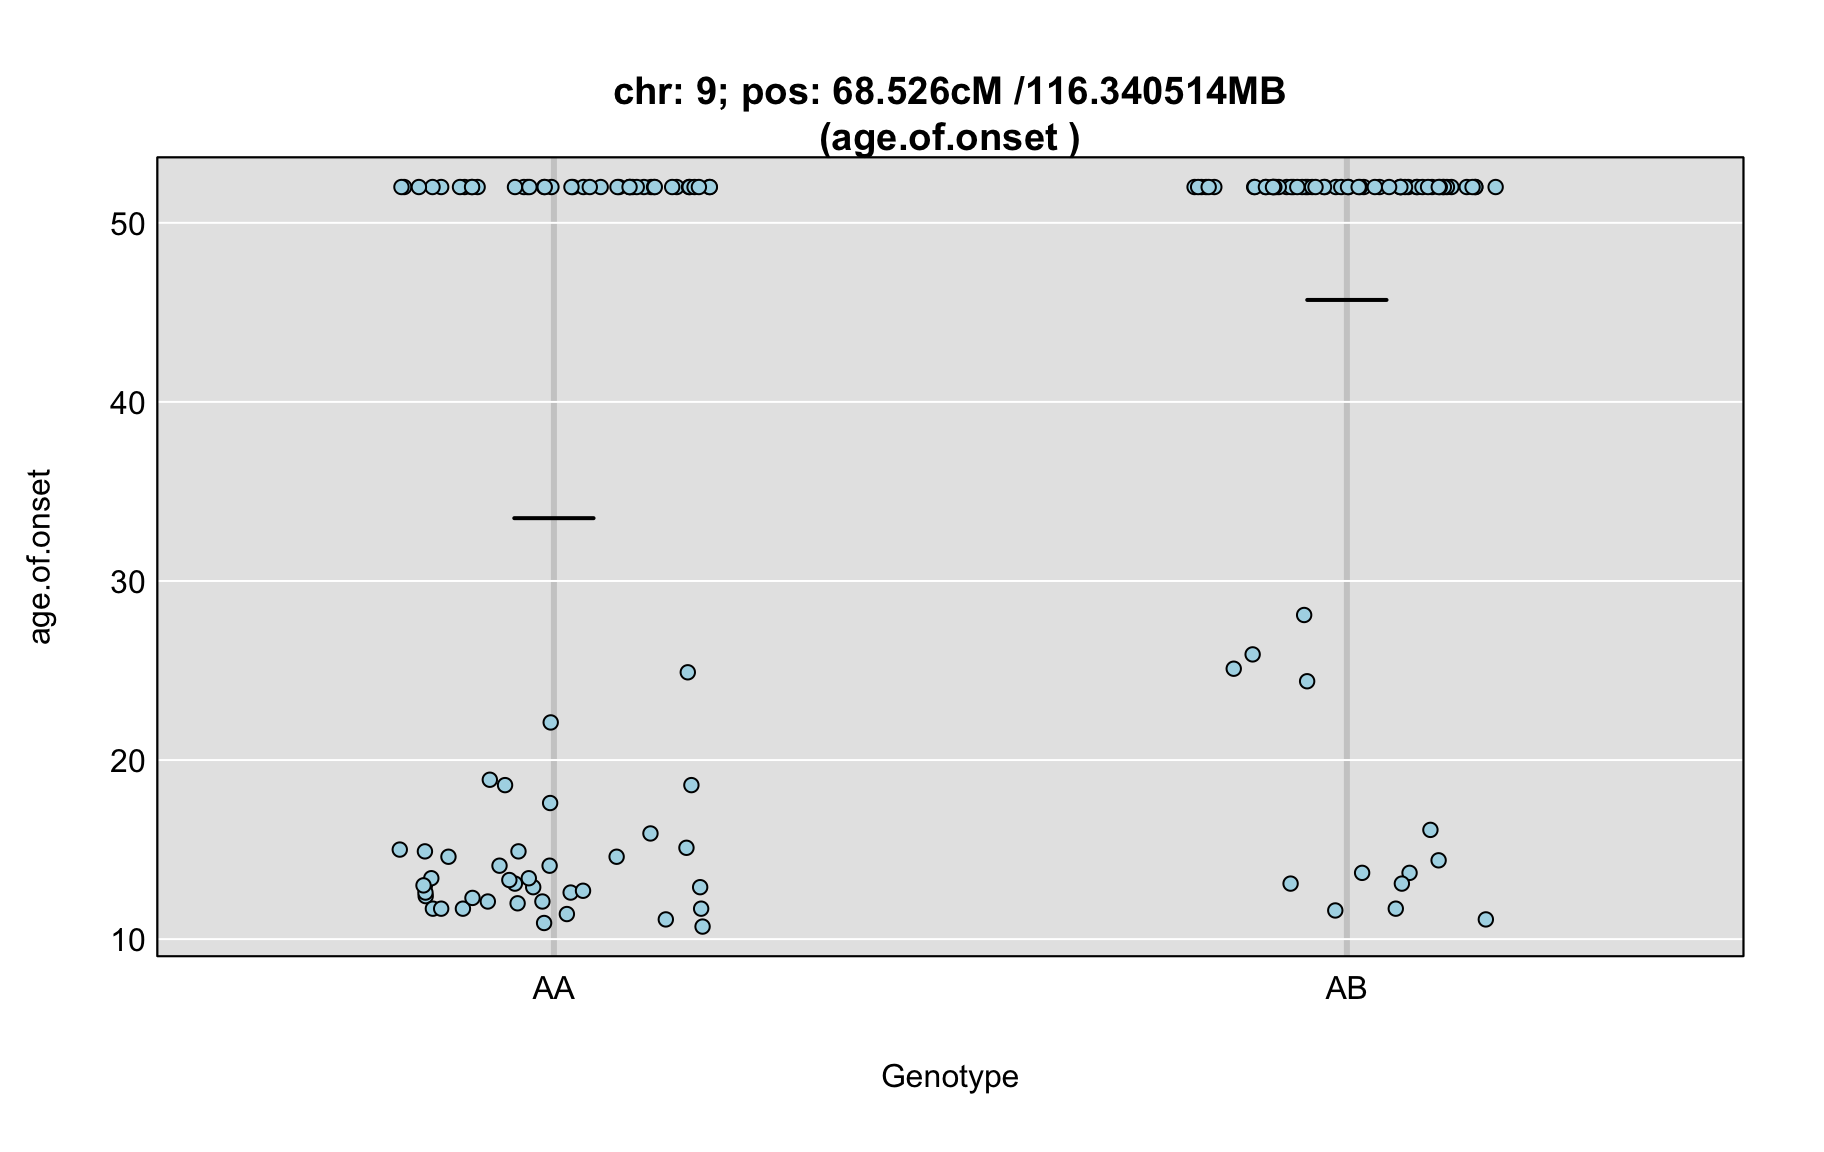 chr: 9; pos: 68.526cM /116.340514MB
(age.of.onset )
50
40
30
20
10
age.of.onset
AA
AB
Genotype